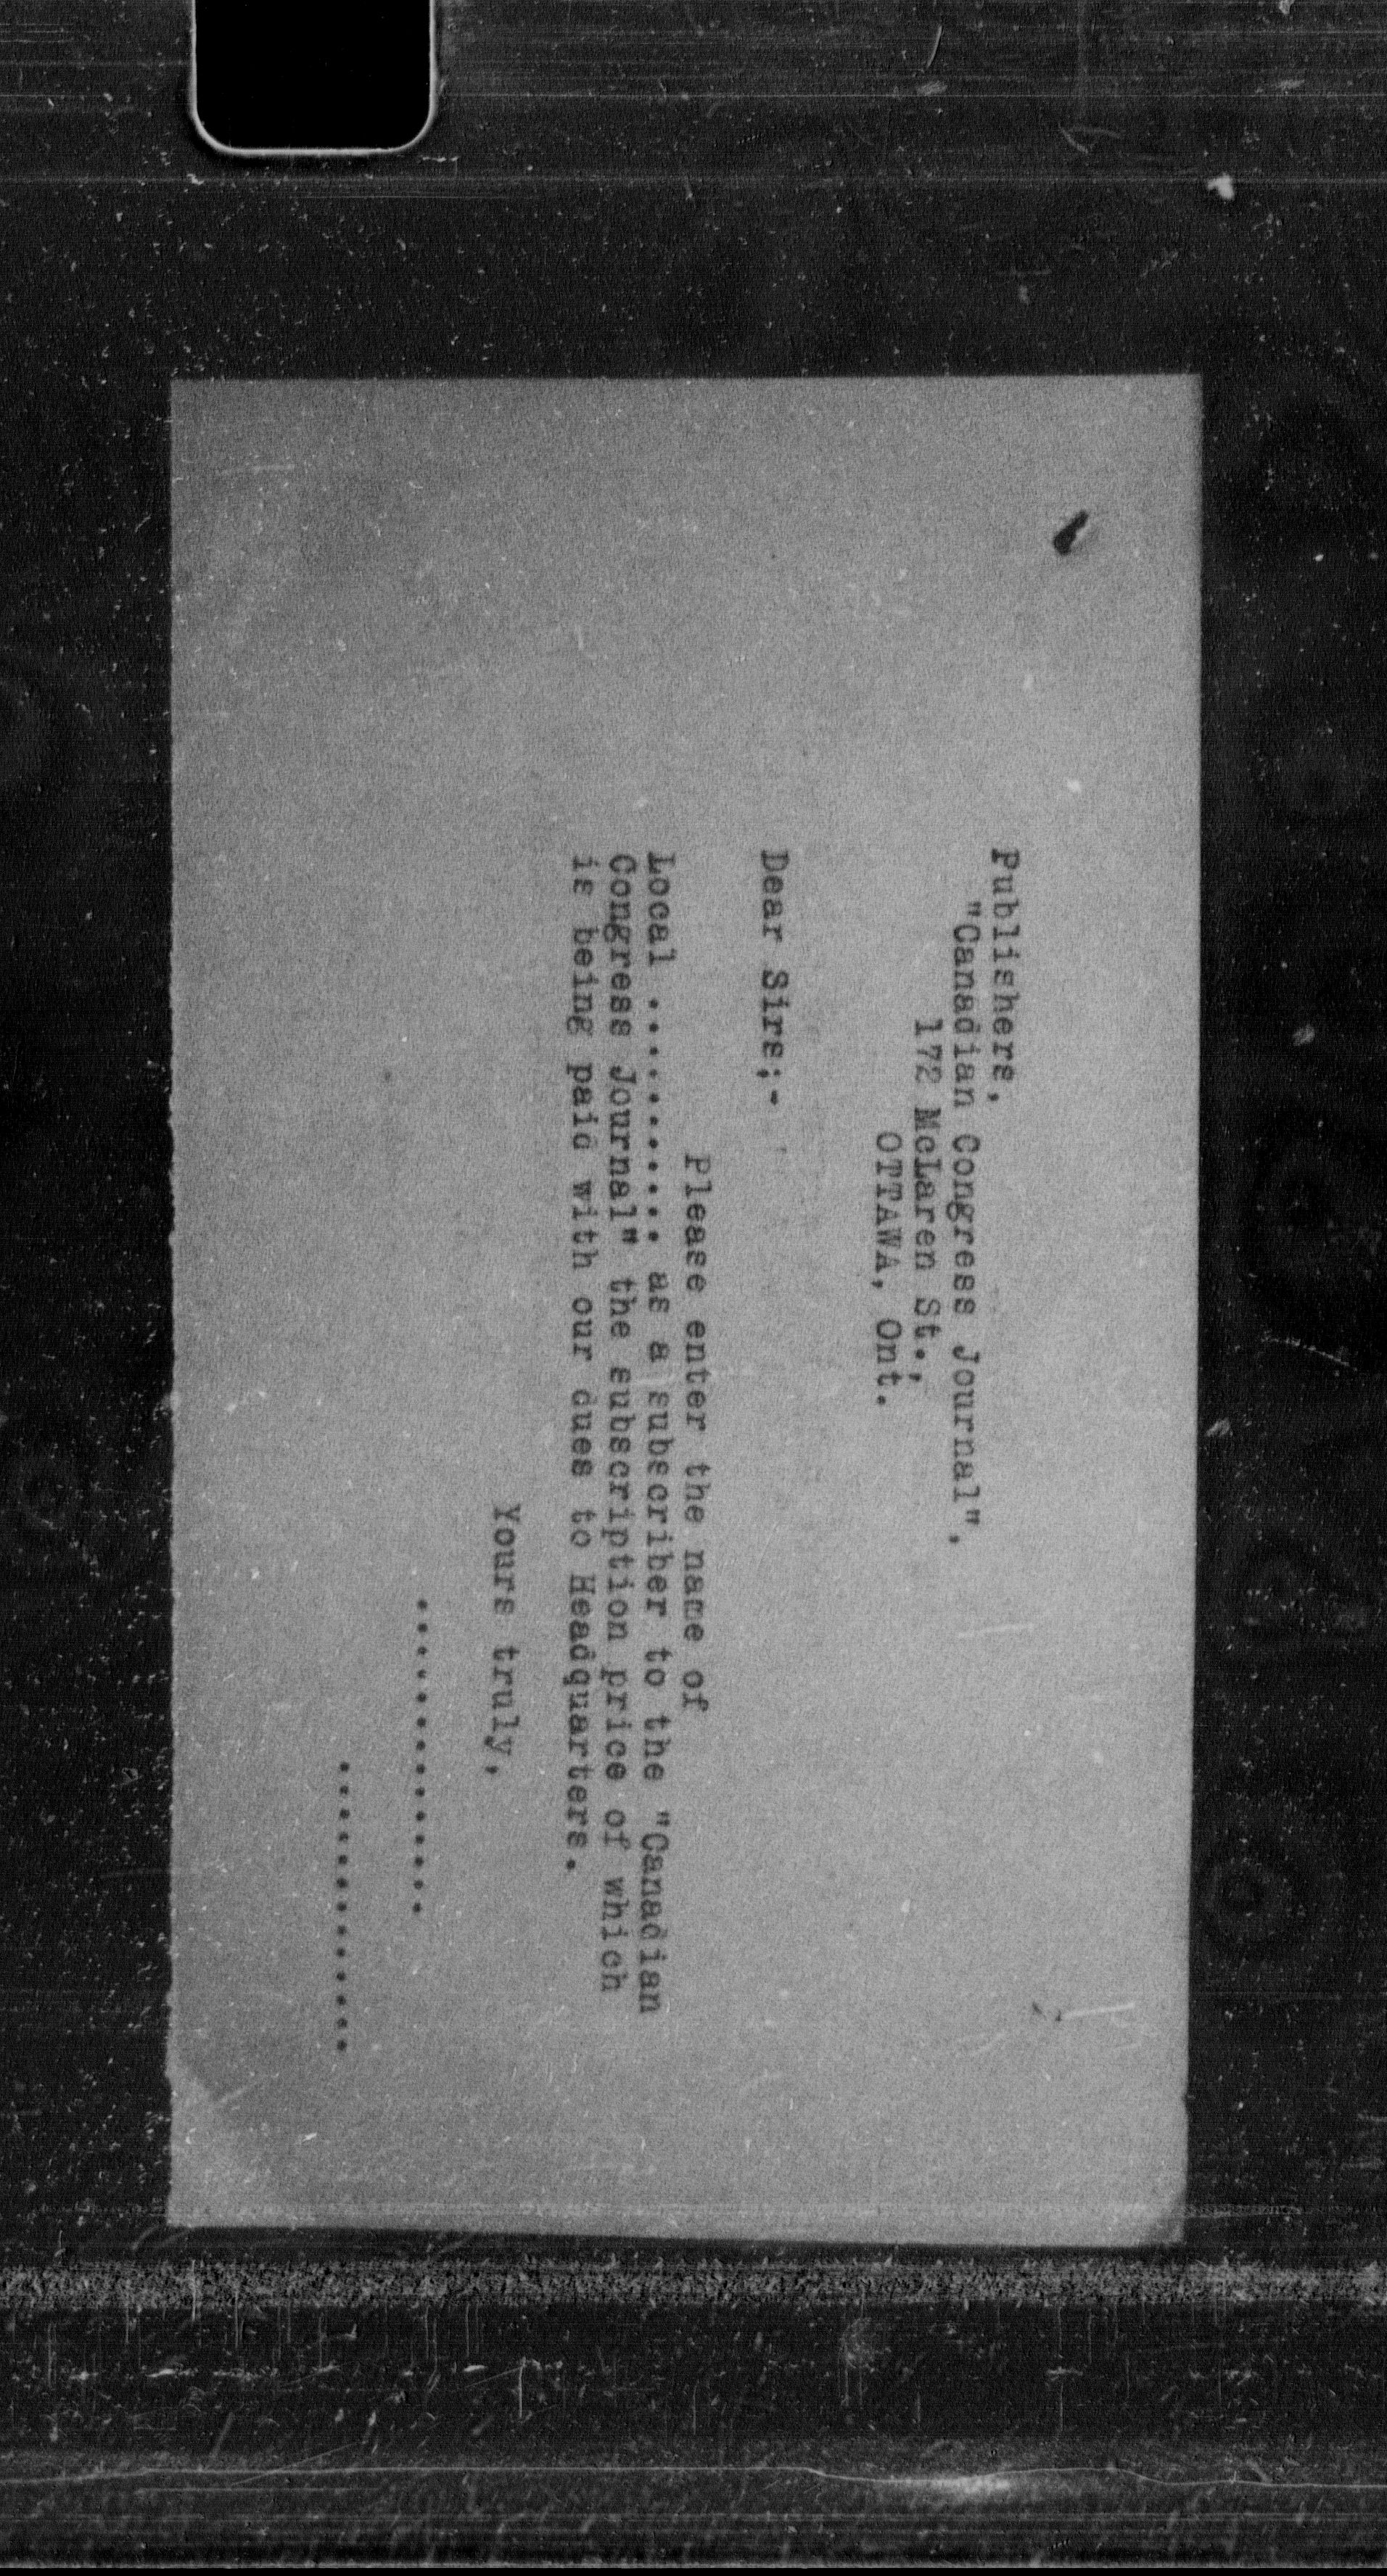 Publishers,
"Canadian Congress Journal",
172 McLaren St.,
OTTAWA, Ont.
Dear Sirs;-
Please enter the name of
Local ............ as a subscriber to the "Canadian
Congress Journal" the subscription price of which
is being paid with our dues to Headquarters.
Yours truly,
..............
.............